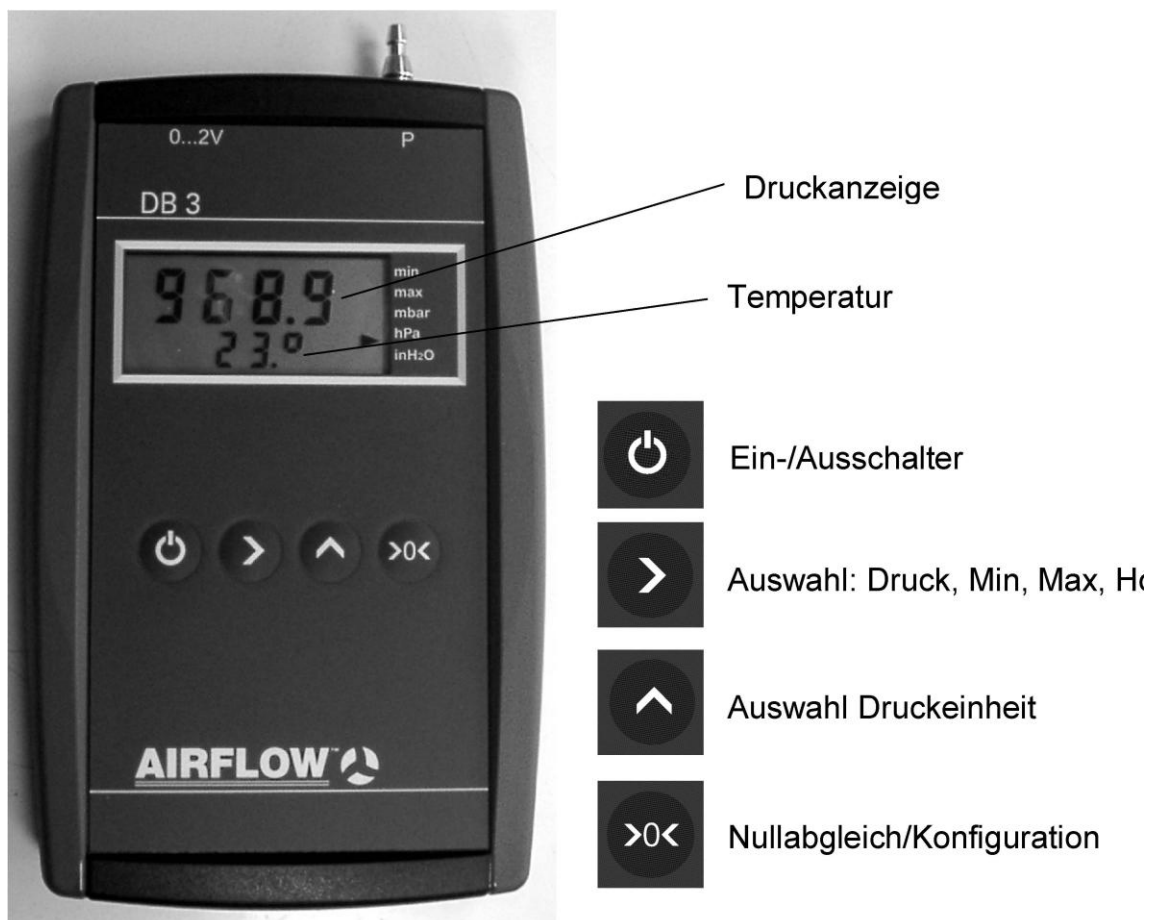 0...2V P
DB 3
968.9
23.º
min
max
mbar
hPa
inH₂O
>0<
AIRFLOW™
Druckanzeige
Temperatur
Ein-/Ausschalter
Auswahl: Druck, Min, Max,
Auswahl Druckeinheit
>0< Nullabgleich/Konfiguration